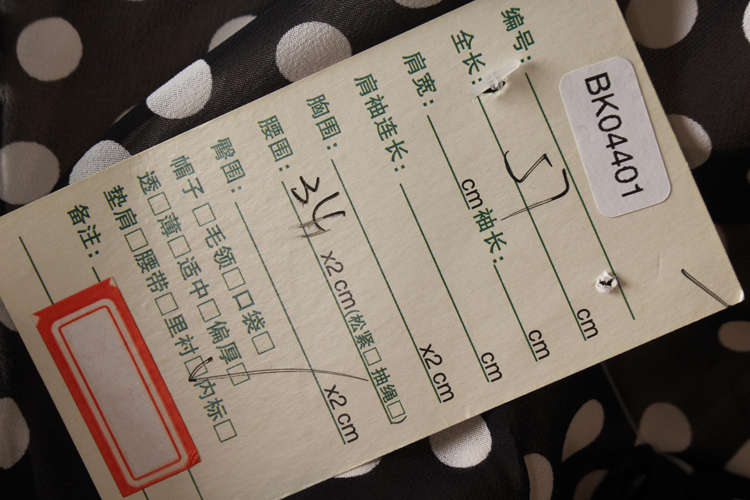 编号: BK04401
全长: 57 cm
肩宽: cm 袖长: cm
肩袖连长: cm
胸围: x2 cm
腰围: 34 x2 cm(松紧□ 抽绳□)
臀围: x2 cm
帽子□毛领□口袋□
透□薄□适中□偏厚□
垫肩□腰带□里衬☑内标□
备注: